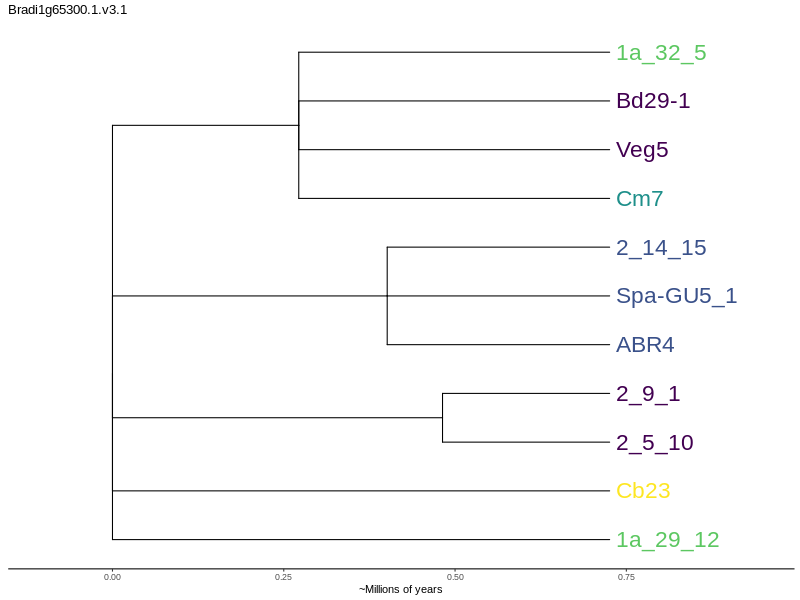 Bradi1g65300.1.v3.1
1a_32_5
Bd29-1
Veg5
Cm7
2_14_15
Spa-GU5_1
ABR4
2_9_1
2_5_10
Cb23
1a_29_12
0.00 0.25 0.50 0.75
~Millions of years